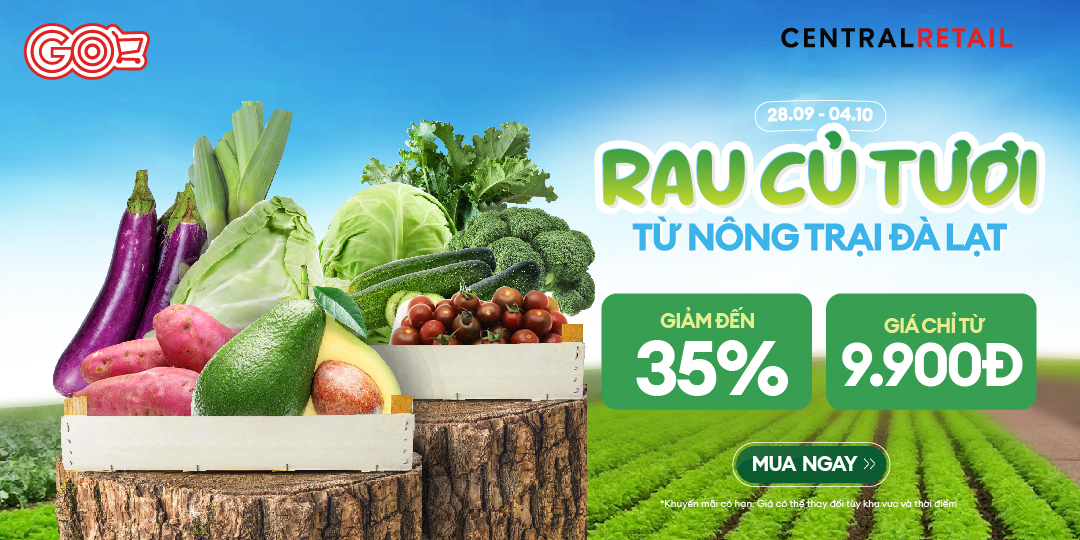 GO!
CENTRALRETAIL
28.09 - 04.10
RAU CỦ TƯƠI
TỪ NÔNG TRẠI ĐÀ LẠT
GIẢM ĐẾN
35%
GIÁ CHỈ TỪ
9.900Đ
MUA NGAY >>
*Khuyến mãi có hạn. Giá có thể thay đổi tùy khu vực và thời điểm